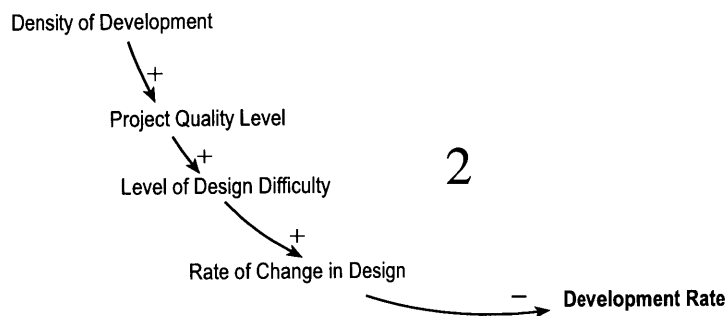 Density of Development
+
Project Quality Level
+
Level of Design Difficulty
2
+
Rate of Change in Design
− Development Rate